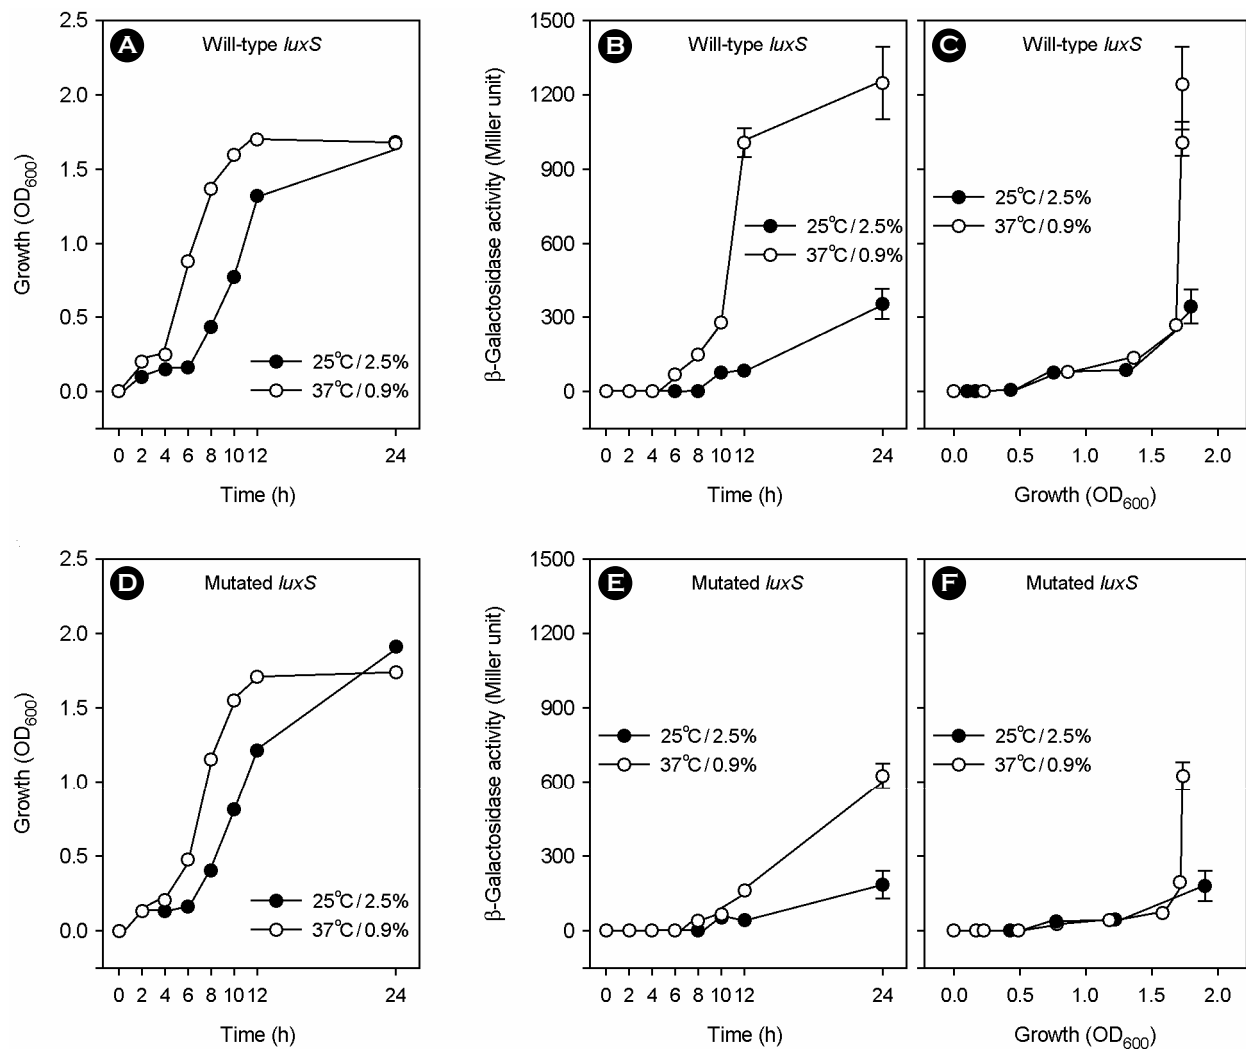 A
Will-type luxS
Growth (OD600)
2.5
2.0
1.5
1.0
0.5
0.0
25°C / 2.5%
37°C / 0.9%
0 2 4 6 8 10 12 24
Time (h)
B
Will-type luxS
β-Galactosidase activity (Miller unit)
1500
1200
900
600
300
0
25°C / 2.5%
37°C / 0.9%
0 2 4 6 8 10 12 24
Time (h)
C
Will-type luxS
25°C / 2.5%
37°C / 0.9%
0.0 0.5 1.0 1.5 2.0
Growth (OD600)
D
Mutated luxS
Growth (OD600)
2.5
2.0
1.5
1.0
0.5
0.0
25°C / 2.5%
37°C / 0.9%
0 2 4 6 8 10 12 24
Time (h)
E
Mutated luxS
β-Galactosidase activity (Miller unit)
1500
1200
900
600
300
0
25°C / 2.5%
37°C / 0.9%
0 2 4 6 8 10 12 24
Time (h)
F
Mutated luxS
25°C / 2.5%
37°C / 0.9%
0.0 0.5 1.0 1.5 2.0
Growth (OD600)